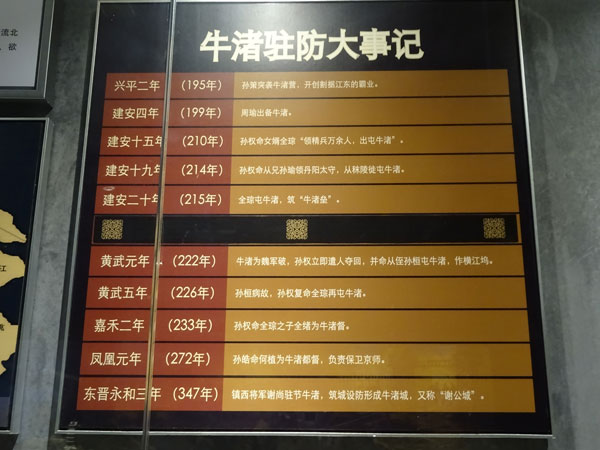 流北
，欲
牛渚驻防大事记
兴平二年 （195年） 孙策突袭牛渚营，开创割据江东的霸业。
建安四年 （199年） 周瑜出备牛渚。
建安十五年 （210年） 孙权命女婿全琮“领精兵万余人，出屯牛渚”。
建安十九年 （214年） 孙权命从兄孙瑜领丹阳太守，从秣陵徙屯牛渚。
建安二十年 （215年） 全琮屯牛渚，筑“牛渚垒”。
黄武元年 （222年） 牛渚为魏军破，孙权立即遣人夺回，并命从侄孙桓屯牛渚，作横江坞。
黄武五年 （226年） 孙桓病故，孙权复命全琮再屯牛渚。
嘉禾二年 （233年） 孙权命全琮之子全绪为牛渚督。
凤凰元年 （272年） 孙皓命何植为牛渚都督，负责保卫京师。
东晋永和三年 （347年） 镇西将军谢尚驻节牛渚，筑城设防形成牛渚城，又称“谢公城”。
江